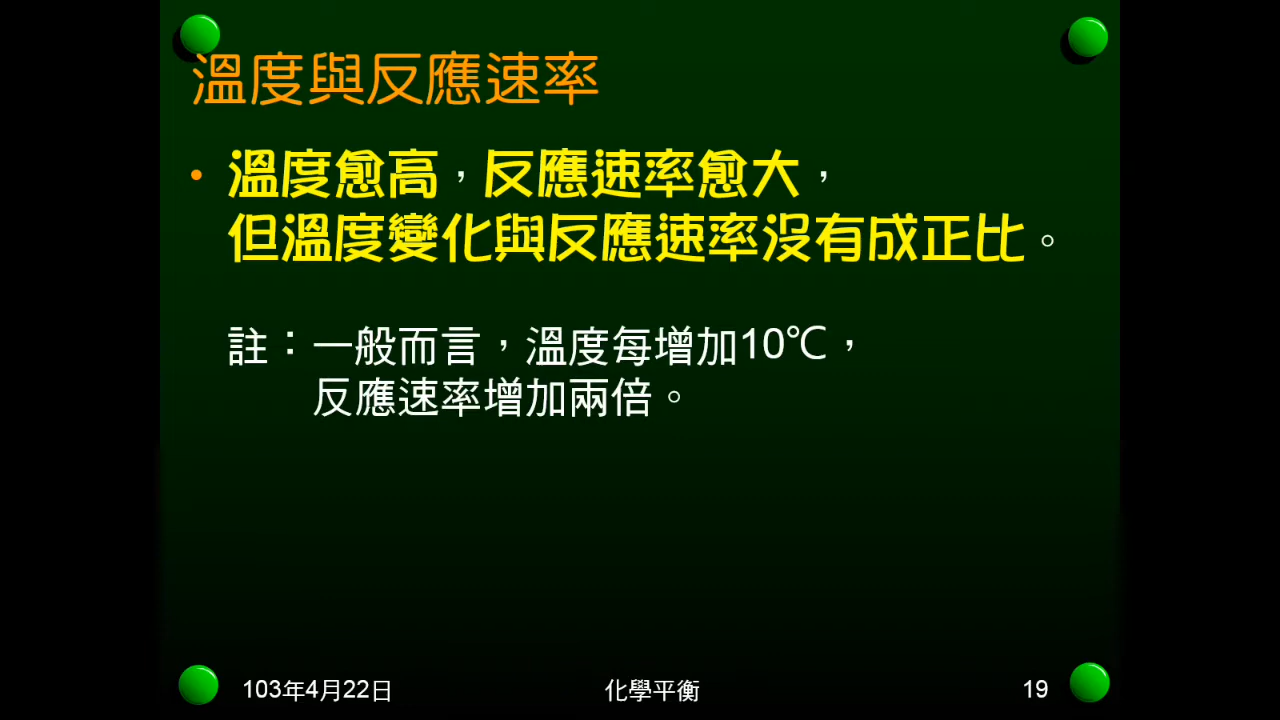 溫度與反應速率
• 溫度愈高，反應速率愈大，
但溫度變化與反應速率沒有成正比。
註：一般而言，溫度每增加10℃，
反應速率增加兩倍。
103年4月22日
化學平衡
19